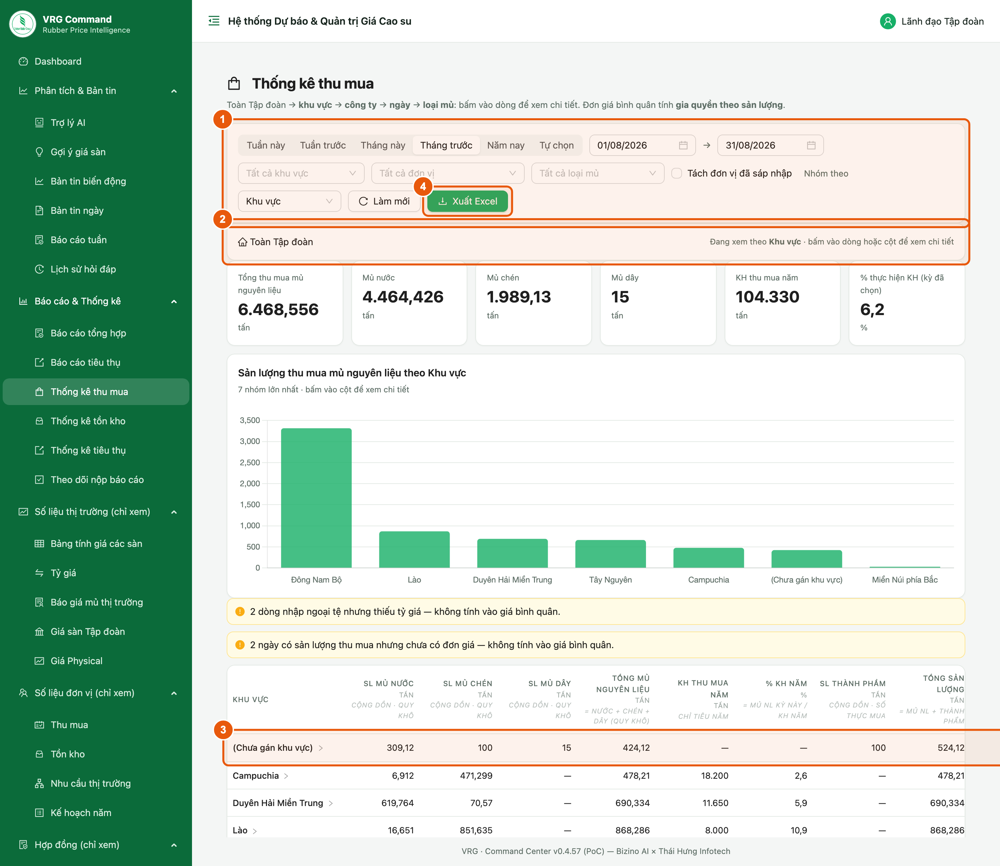 VRG Command
Rubber Price Intelligence
Dashboard
Phân tích & Bản tin
Trợ lý AI
Gợi ý giá sàn
Bản tin biến động
Bản tin ngày
Báo cáo tuần
Lịch sử hỏi đáp
Báo cáo & Thống kê
Báo cáo tổng hợp
Báo cáo tiêu thụ
Thống kê thu mua
Thống kê tồn kho
Thống kê tiêu thụ
Theo dõi nộp báo cáo
Số liệu thị trường (chỉ xem)
Bảng tính giá các sàn
Tỷ giá
Báo giá mủ thị trường
Giá sàn Tập đoàn
Giá Physical
Số liệu đơn vị (chỉ xem)
Thu mua
Tồn kho
Nhu cầu thị trường
Kế hoạch năm
Hợp đồng (chỉ xem)
Hệ thống Dự báo & Quản trị Giá Cao su
Lãnh đạo Tập đoàn
Thống kê thu mua
Toàn Tập đoàn → khu vực → công ty → ngày → loại mủ: bấm vào dòng để xem chi tiết. Đơn giá bình quân tính gia quyền theo sản lượng.
1
Tuần này Tuần trước Tháng này Tháng trước Năm nay Tự chọn 01/08/2026 → 31/08/2026
Tất cả khu vực Tất cả đơn vị Tất cả loại mủ Tách đơn vị đã sáp nhập Nhóm theo
4
Khu vực Làm mới Xuất Excel
2
Toàn Tập đoàn Đang xem theo Khu vực · bấm vào dòng hoặc cột để xem chi tiết
Tổng thu mua mủ nguyên liệu
6.468,556
tấn
Mủ nước
4.464,426
tấn
Mủ chén
1.989,13
tấn
Mủ dây
15
tấn
KH thu mua năm
104.330
tấn
% thực hiện KH (kỳ đã chọn)
6,2
%
Sản lượng thu mua mủ nguyên liệu theo Khu vực
7 nhóm lớn nhất · bấm vào cột để xem chi tiết
3,500
3,000
2,500
2,000
1,500
1,000
500
0
Đông Nam Bộ Lào Duyên Hải Miền Trung Tây Nguyên Campuchia (Chưa gán khu vực) Miền Núi phía Bắc
2 dòng nhập ngoại tệ nhưng thiếu tỷ giá — không tính vào giá bình quân.
2 ngày có sản lượng thu mua nhưng chưa có đơn giá — không tính vào giá bình quân.
KHU VỰC
SL MỦ NƯỚC
TẤN
CỘNG DỒN · QUY KHÔ
SL MỦ CHÉN
TẤN
CỘNG DỒN · QUY KHÔ
SL MỦ DÂY
TẤN
CỘNG DỒN · QUY KHÔ
TỔNG MỦ NGUYÊN LIỆU
TẤN
= NƯỚC + CHÉN + DÂY (QUY KHÔ)
KH THU MUA NĂM
TẤN
CHỈ TIÊU NĂM
% KH NĂM
%
= MỦ NL KỲ NÀY / KH NĂM
SL THÀNH PHẨM
TẤN
CỘNG DỒN · SỐ THỰC MUA
TỔNG SẢN LƯỢNG
TẤN
= MỦ NL + THÀNH PHẨM
3
(Chưa gán khu vực) 309,12 100 15 424,12 — — 100 524,12
Campuchia 6,912 471,299 — 478,21 18.200 2,6 — 478,21
Duyên Hải Miền Trung 619,764 70,57 — 690,334 11.650 5,9 — 690,334
Lào 16,651 851,635 — 868,286 8.000 10,9 — 868,286
VRG · Command Center v0.4.57 (PoC) — Bizino AI × Thái Hưng Infotech